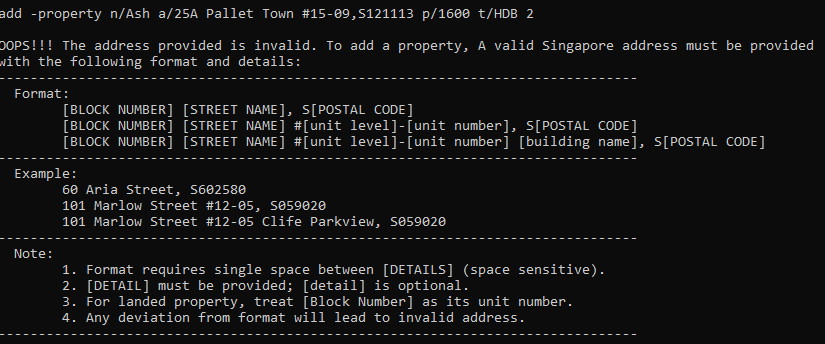 add -property n/Ash a/25A Pallet Town #15-09,S121113 p/1600 t/HDB 2
OOPS!!! The address provided is invalid. To add a property, A valid Singapore address must be provided
with the following format and details:
--------------------------------------------------------------------------------
Format:
[BLOCK NUMBER] [STREET NAME], S[POSTAL CODE]
[BLOCK NUMBER] [STREET NAME] #[unit level]-[unit number], S[POSTAL CODE]
[BLOCK NUMBER] [STREET NAME] #[unit level]-[unit number] [building name], S[POSTAL CODE]
--------------------------------------------------------------------------------
Example:
60 Aria Street, S602580
101 Marlow Street #12-05, S059020
101 Marlow Street #12-05 Clife Parkview, S059020
--------------------------------------------------------------------------------
Note:
1. Format requires single space between [DETAILS] (space sensitive).
2. [DETAIL] must be provided; [detail] is optional.
3. For landed property, treat [Block Number] as its unit number.
4. Any deviation from format will lead to invalid address.
--------------------------------------------------------------------------------